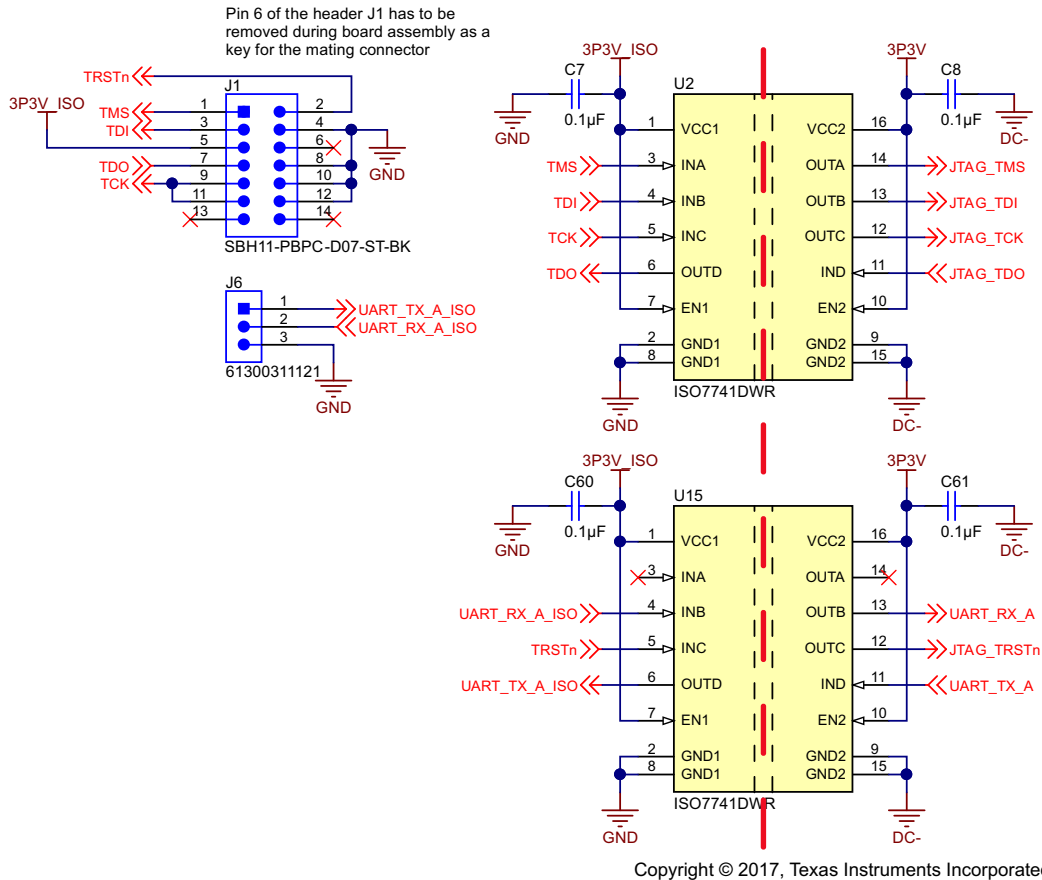 Pin 6 of the header J1 has to be
removed during board assembly as a
key for the mating connector
TRSTn
J1
3P3V_ISO
TMS 1 2
TDI 3 4
5 6
TDO 7 8
TCK 9 10
11 12
13 14
GND
SBH11-PBPC-D07-ST-BK
J6
1 UART_TX_A_ISO
2 UART_RX_A_ISO
3
61300311121
GND
3P3V_ISO 3P3V
C7 U2 C8
0.1µF 0.1µF
GND DC-
1 VCC1 VCC2 16
TMS 3 INA OUTA 14 JTAG_TMS
TDI 4 INB OUTB 13 JTAG_TDI
TCK 5 INC OUTC 12 JTAG_TCK
TDO 6 OUTD IND 11 JTAG_TDO
7 EN1 EN2 10
2 GND1 GND2 9
8 GND1 GND2 15
ISO7741DWR
GND DC-
3P3V_ISO 3P3V
C60 U15 C61
0.1µF 0.1µF
GND DC-
1 VCC1 VCC2 16
3 INA OUTA 14
UART_RX_A_ISO 4 INB OUTB 13 UART_RX_A
TRSTn 5 INC OUTC 12 JTAG_TRSTn
UART_TX_A_ISO 6 OUTD IND 11 UART_TX_A
7 EN1 EN2 10
2 GND1 GND2 9
8 GND1 GND2 15
ISO7741DWR
GND DC-
Copyright © 2017, Texas Instruments Incorporate